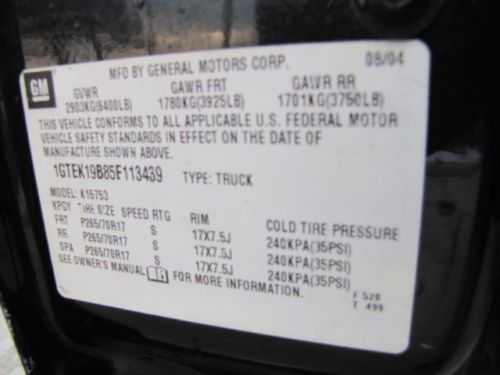 MFD BY GENERAL MOTORS CORP. 08/04
GM GVWR GAWR FRT GAWR RR
2903KG(6400LB) 1780KG(3925LB) 1701KG(3750LB)
THIS VEHICLE CONFORMS TO ALL APPLICABLE U.S. FEDERAL MOTOR
VEHICLE SAFETY STANDARDS IN EFFECT ON THE DATE OF
MANUFACTURE SHOWN ABOVE.
1GTEK19B85F113439 TYPE: TRUCK
MODEL: K15753
TIRE SIZE SPEED RTG RIM COLD TIRE PRESSURE
FRT P265/70R17 S 17X7.5J 240KPA(35PSI)
RR P265/70R17 S 17X7.5J 240KPA(35PSI)
SPA P265/70R17 S 17X7.5J 240KPA(35PSI)
SEE OWNER'S MANUAL FOR MORE INFORMATION.
F 528
T 499